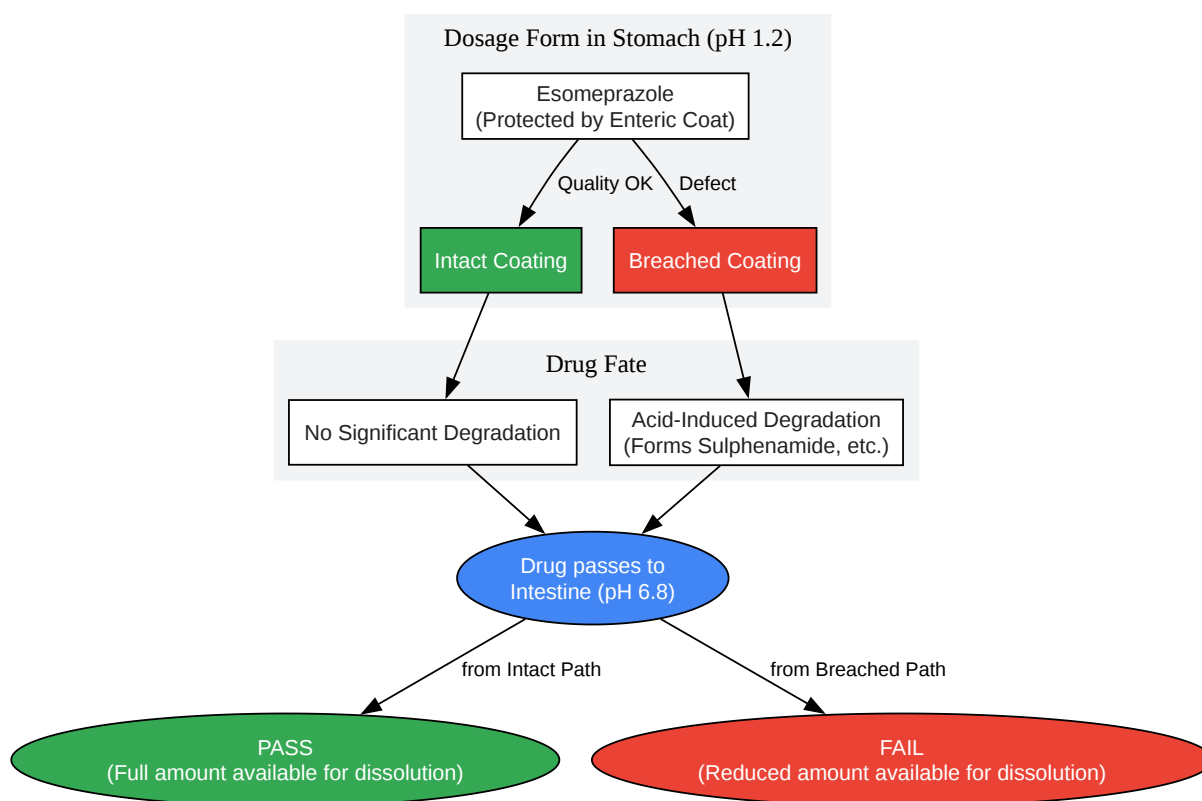 Dosage Form in Stomach (pH 1.2)
Esomeprazole
(Protected by Enteric Coat)
Quality OK
Defect
Intact Coating
Breached Coating
Drug Fate
No Significant Degradation
Acid-Induced Degradation
(Forms Sulphenamide, etc.)
Drug passes to
Intestine (pH 6.8)
from Intact Path
from Breached Path
PASS
(Full amount available for dissolution)
FAIL
(Reduced amount available for dissolution)